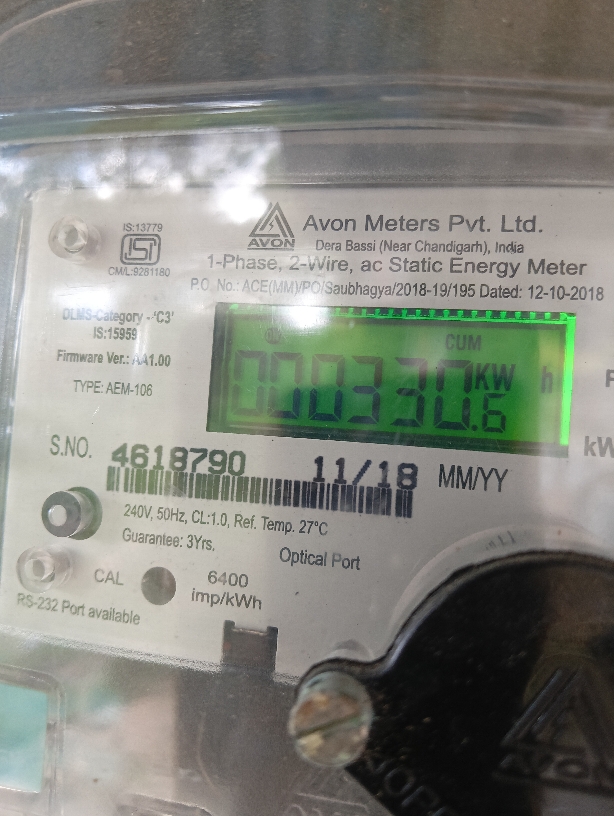 IS:13779
ISI
CM/L:9281180
AVON
Avon Meters Pvt. Ltd.
Dera Bassi (Near Chandigarh), India
1-Phase, 2-Wire, ac Static Energy Meter
P.O. No.: ACE(MM)/PO/Saubhagya/2018-19/195 Dated: 12-10-2018
DLMS-Category -'C3'
IS:15959
Firmware Ver.: AA1.00
TYPE: AEM-106
CUM
000330.6 KW h
kW
S.NO. 4618790 11/18 MM/YY
240V, 50Hz, CL:1.0, Ref. Temp. 27°C
Guarantee: 3Yrs,
Optical Port
CAL
6400
imp/kWh
RS-232 Port available
AVON